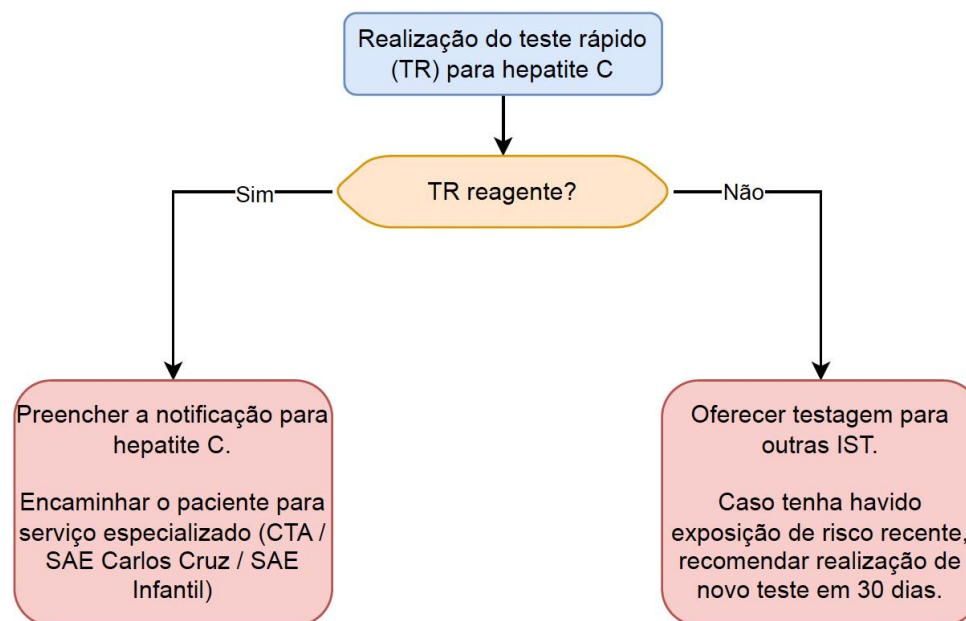 Realização do teste rápido
(TR) para hepatite C
TR reagente?
Sim
Não
Preencher a notificação para
hepatite C.
Encaminhar o paciente para
serviço especializado (CTA /
SAE Carlos Cruz / SAE
Infantil)
Oferecer testagem para
outras IST.
Caso tenha havido
exposição de risco recente,
recomendar realização de
novo teste em 30 dias.